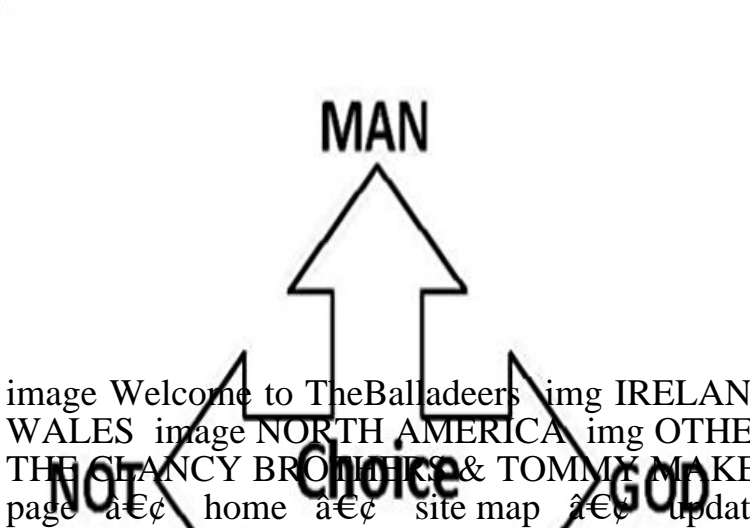 MAN
image Welcome to TheBalladeers img IRELAN
WALES image NORTH AMERICA img OTHE
THE CLANCY BROTHERS & TOMMY MAKE
NOT Choice GOD
page â€¢ home â€¢ site map â€¢ updat